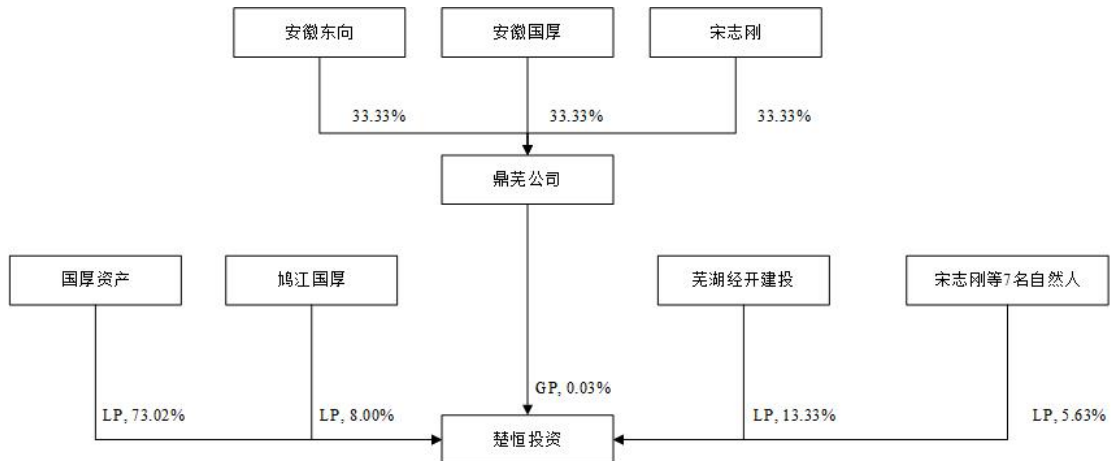 安徽东向
安徽国厚
宋志刚
33.33%
33.33%
33.33%
鼎芜公司
国厚资产
鸠江国厚
芜湖经开建投
宋志刚等7名自然人
GP, 0.03%
LP, 73.02%
LP, 8.00%
LP, 13.33%
LP, 5.63%
楚恒投资